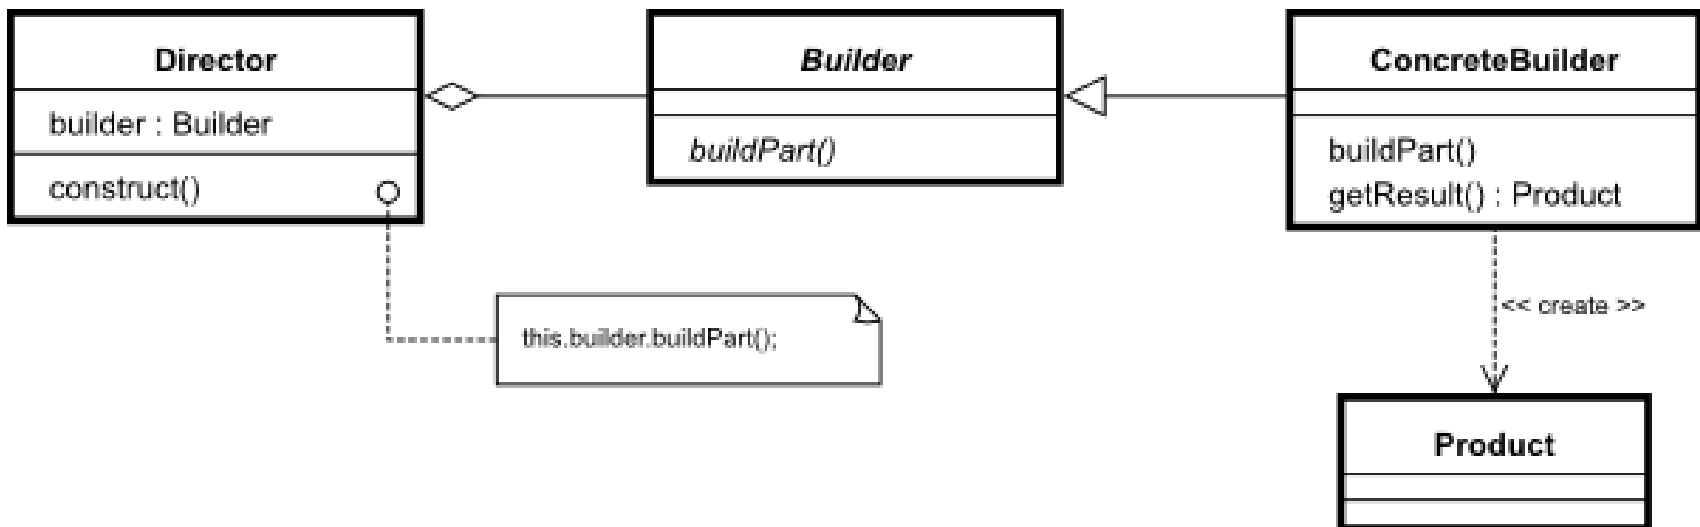 Director
builder : Builder
construct()
Builder
buildPart()
ConcreteBuilder
buildPart()
getResult() : Product
this.builder.buildPart();
<< create >>
Product